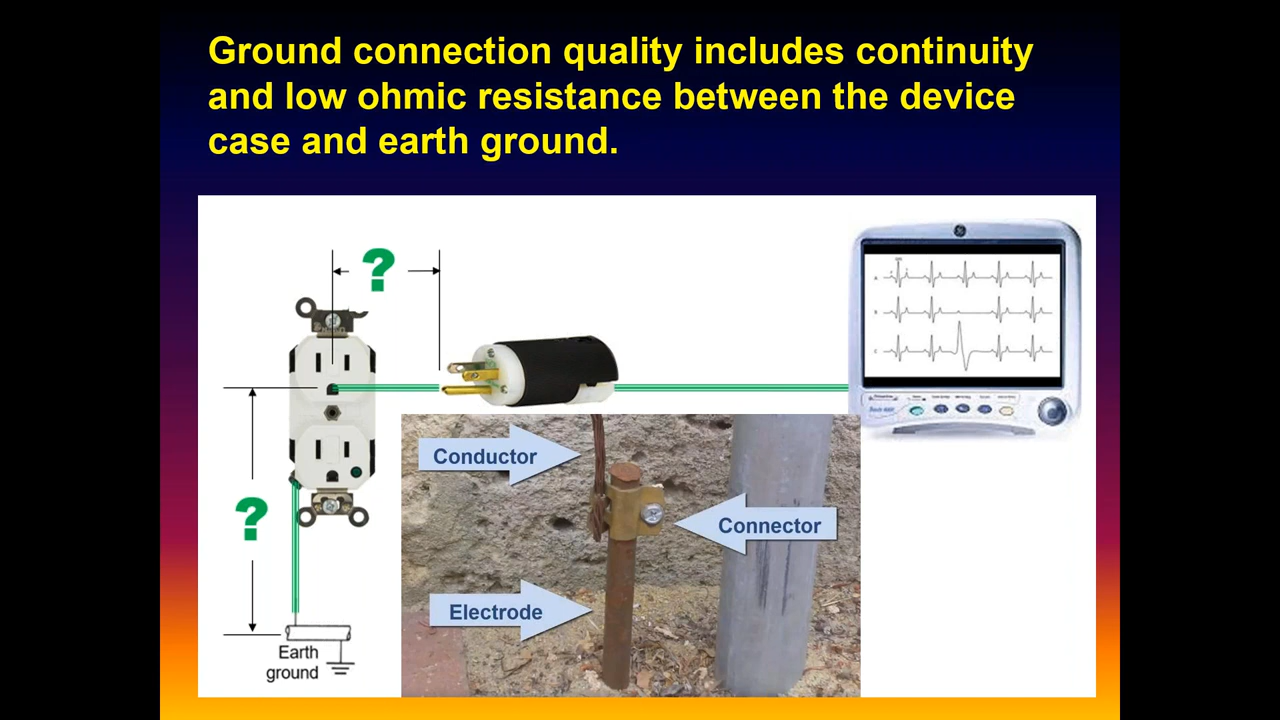 Ground connection quality includes continuity
and low ohmic resistance between the device
case and earth ground.
?
?
Conductor
Connector
Electrode
Earth
ground